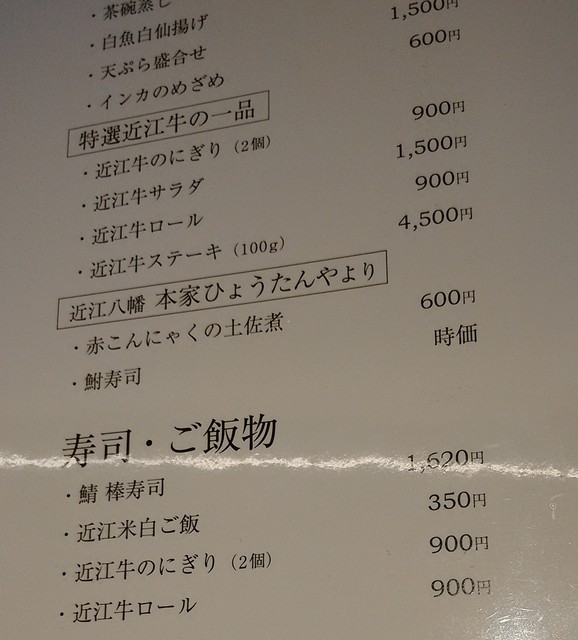 ・茶碗蒸し
・白魚白仙揚げ
・天ぷら盛合せ 1,500円
・インカのめざめ 600円
特選近江牛の一品
・近江牛のにぎり（2個） 900円
・近江牛サラダ 1,500円
・近江牛ロール 900円
・近江牛ステーキ（100g） 4,500円
近江八幡 本家ひょうたんやより
・赤こんにゃくの土佐煮 600円
・鮒寿司 時価
寿司・ご飯物
・鯖 棒寿司 1,620円
・近江米白ご飯 350円
・近江牛のにぎり（2個） 900円
・近江牛ロール 900円